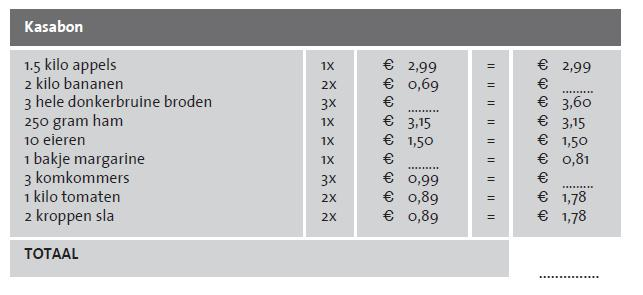 Kasabon
1.5 kilo appels 1x € 2,99 = € 2,99
2 kilo bananen 2x € 0,69 = € .........
3 hele donkerbruine broden 3x € ......... = € 3,60
250 gram ham 1x € 3,15 = € 3,15
10 eieren 1x € 1,50 = € 1,50
1 bakje margarine 1x € ......... = € 0,81
3 komkommers 3x € 0,99 = € .........
1 kilo tomaten 2x € 0,89 = € 1,78
2 kroppen sla 2x € 0,89 = € 1,78
TOTAAL ...............